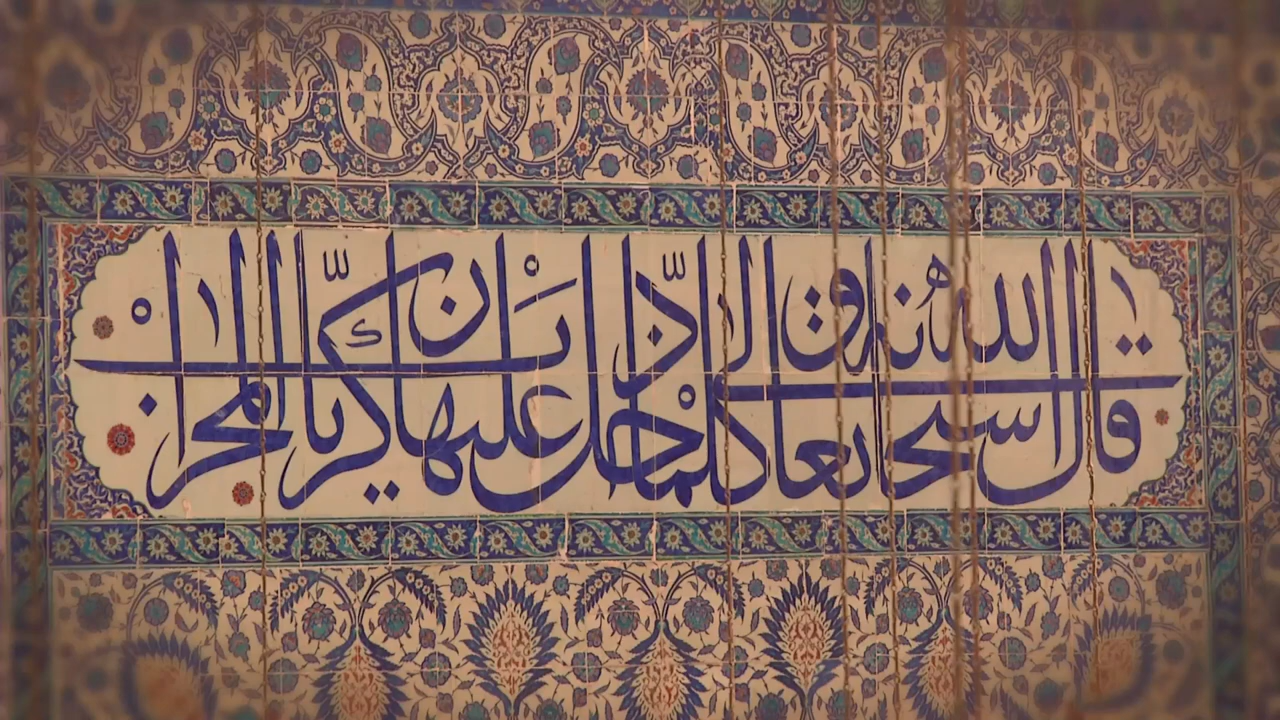 قال الله سبحانه وتعالى كلما دخل عليها زكريا المحراب